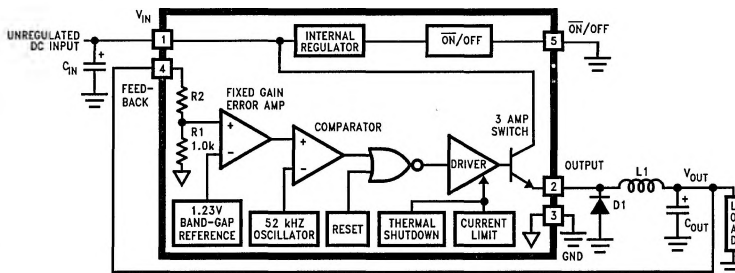 V_IN
UNREGULATED
DC INPUT
1
INTERNAL
REGULATOR
ON/OFF
5
ON/OFF
C_IN
+
4
FEED-
BACK
R2
FIXED GAIN
ERROR AMP
R1
1.0k
+
−
COMPARATOR
+
−
3 AMP
SWITCH
DRIVER
OUTPUT
2
L1
V_OUT
D1
+
C_OUT
LOAD
3
GND
1.23V
BAND-GAP
REFERENCE
52 kHZ
OSCILLATOR
RESET
THERMAL
SHUTDOWN
CURRENT
LIMIT